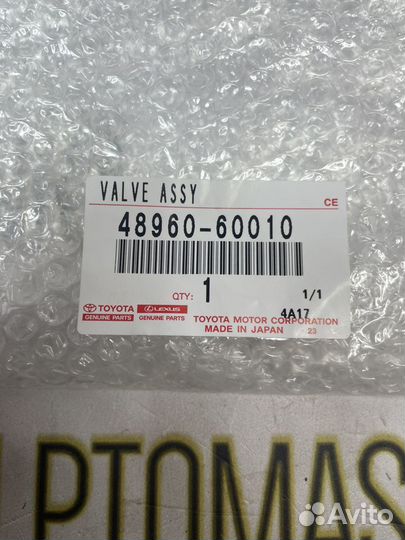 VALVE ASSY
CE
48960-60010
QTY: 1
1/1
4A17
TOYOTA LEXUS
GENUINE PARTS GENUINE PARTS
TOYOTA MOTOR CORPORATION
MADE IN JAPAN 23
PTOMAS
Avito